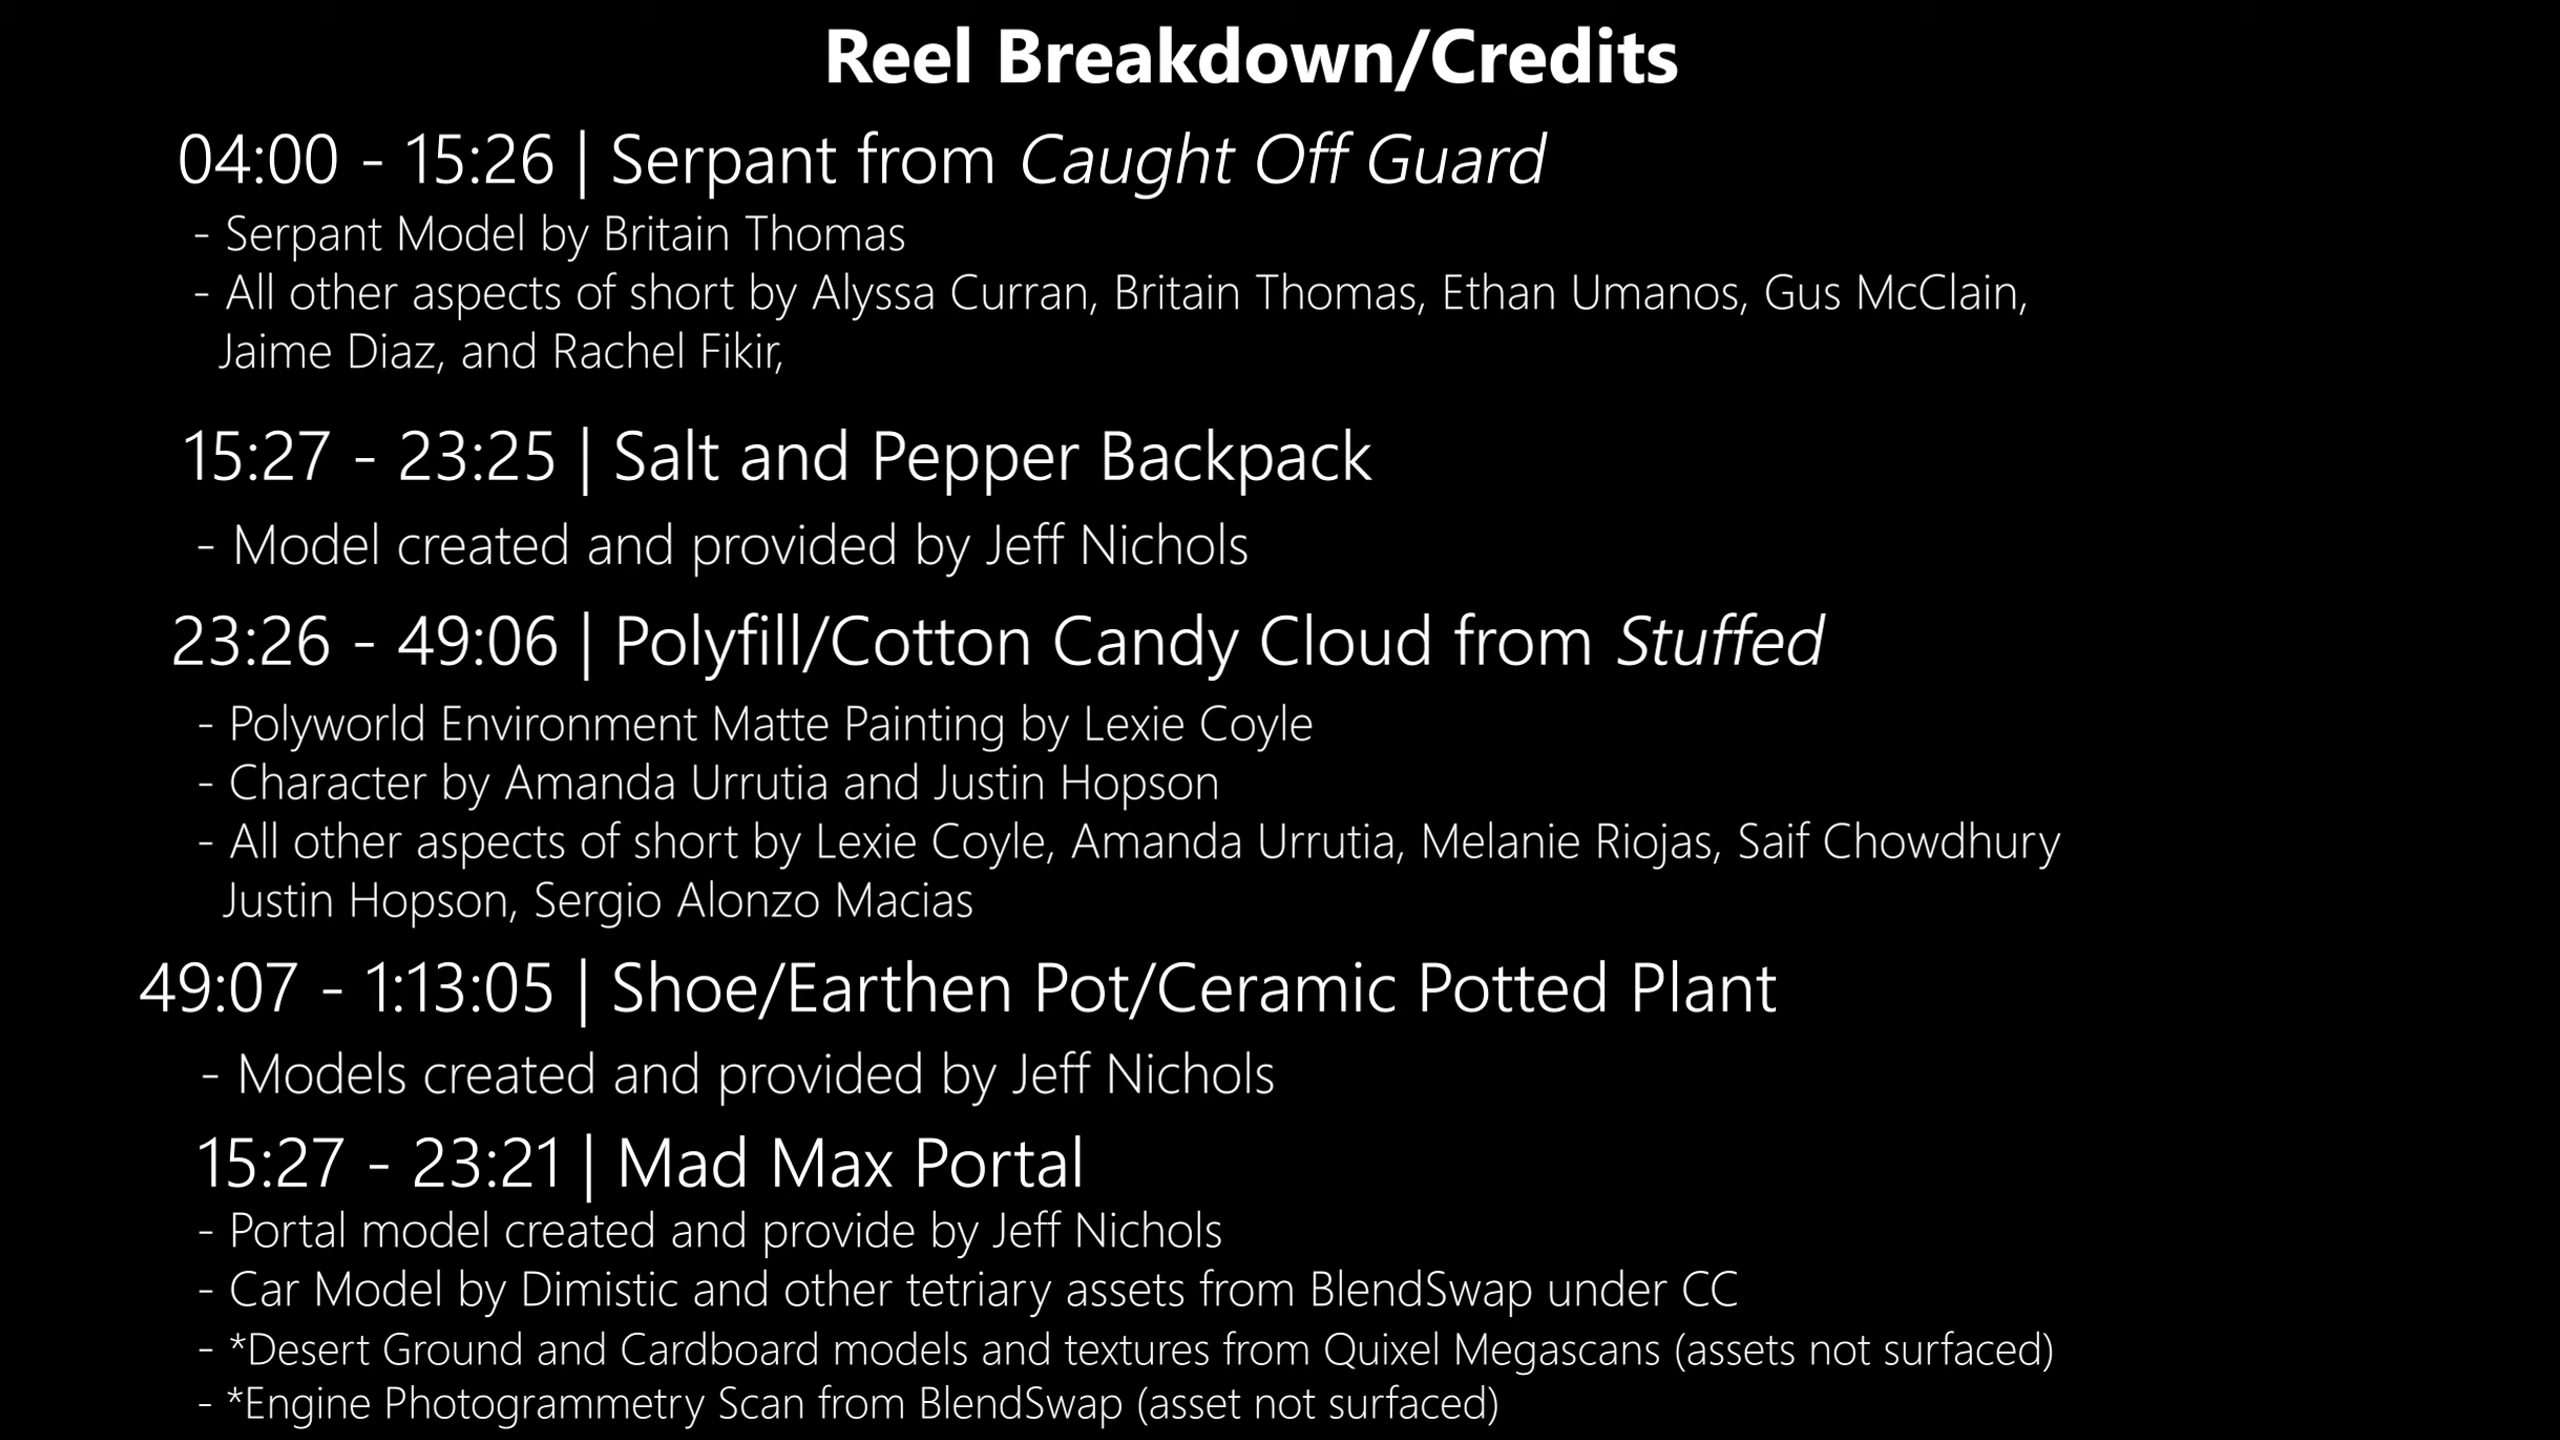 Reel Breakdown/Credits
04:00 - 15:26 | Serpant from Caught Off Guard
- Serpant Model by Britain Thomas
- All other aspects of short by Alyssa Curran, Britain Thomas, Ethan Umanos, Gus McClain,
Jaime Diaz, and Rachel Fikir,
15:27 - 23:25 | Salt and Pepper Backpack
- Model created and provided by Jeff Nichols
23:26 - 49:06 | Polyfill/Cotton Candy Cloud from Stuffed
- Polyworld Environment Matte Painting by Lexie Coyle
- Character by Amanda Urrutia and Justin Hopson
- All other aspects of short by Lexie Coyle, Amanda Urrutia, Melanie Riojas, Saif Chowdhury
Justin Hopson, Sergio Alonzo Macias
49:07 - 1:13:05 | Shoe/Earthen Pot/Ceramic Potted Plant
- Models created and provided by Jeff Nichols
15:27 - 23:21 | Mad Max Portal
- Portal model created and provide by Jeff Nichols
- Car Model by Dimistic and other tetriary assets from BlendSwap under CC
- *Desert Ground and Cardboard models and textures from Quixel Megascans (assets not surfaced)
- *Engine Photogrammetry Scan from BlendSwap (asset not surfaced)